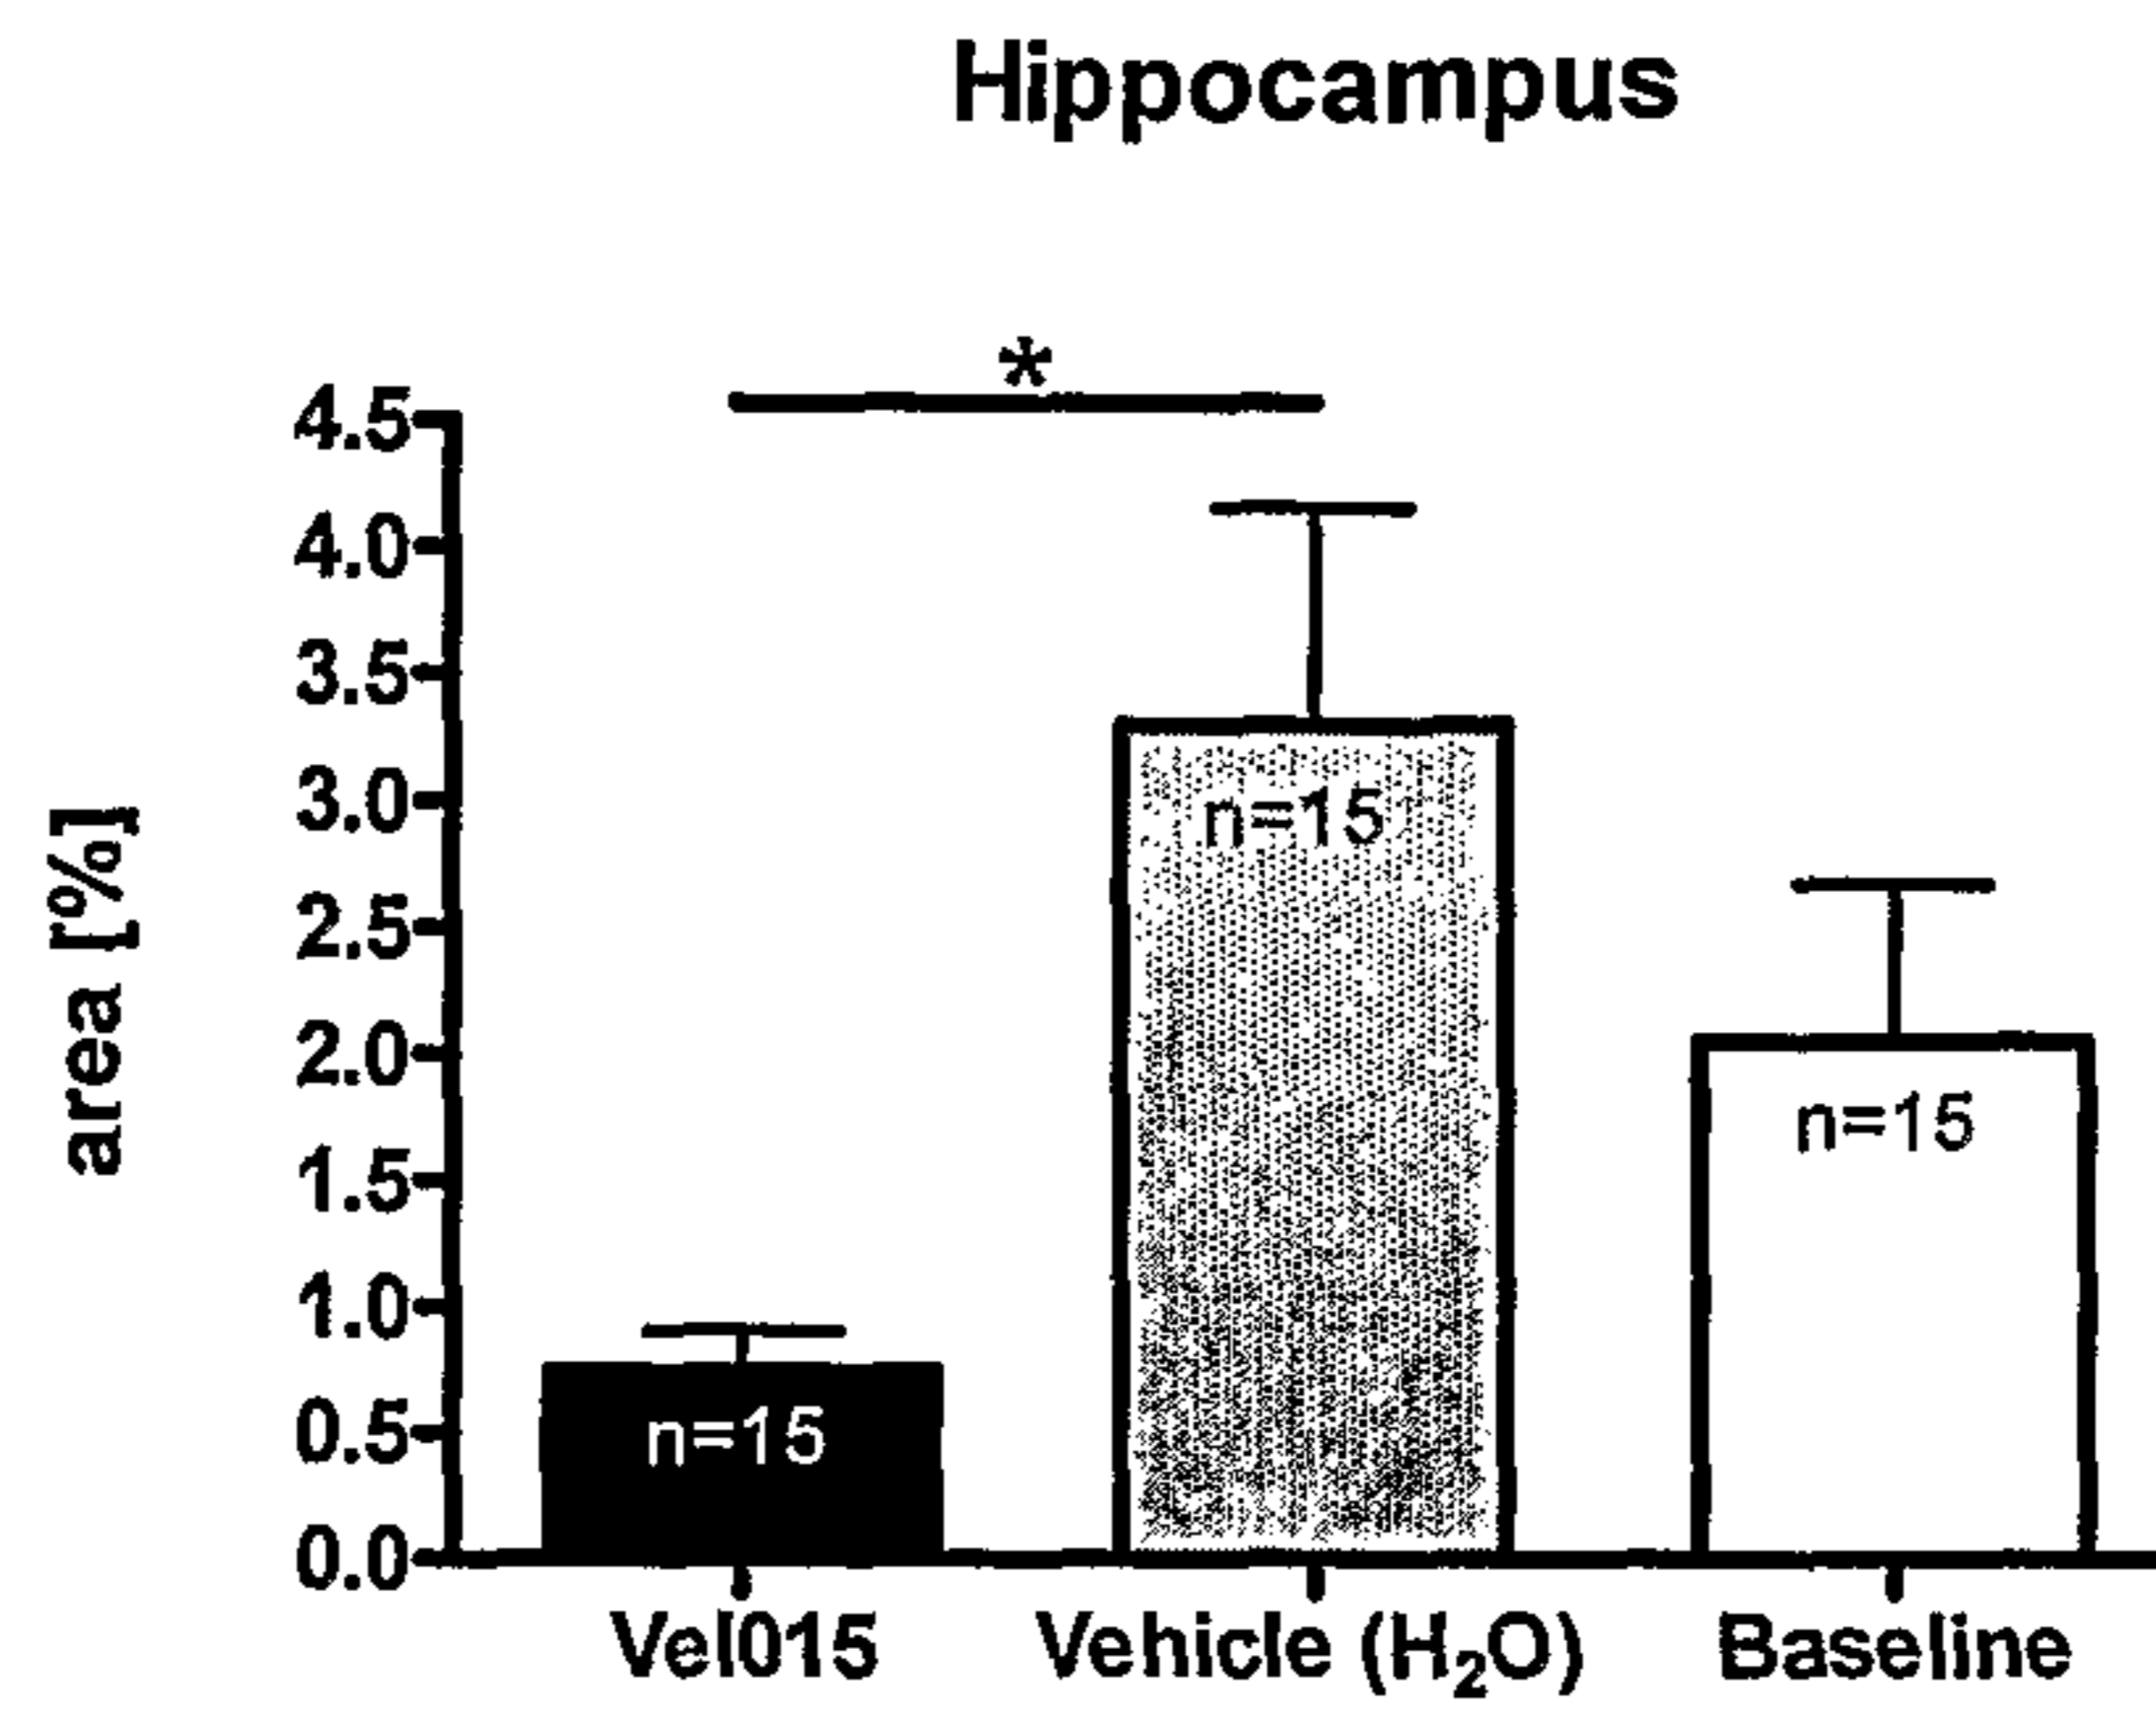 Hippocampus
*
4.5
4.0
3.5
3.0
2.5
2.0
1.5
1.0
0.5
0.0
area [%]
n=15
n=15
n=15
Vel015
Vehicle (H₂O)
Baseline